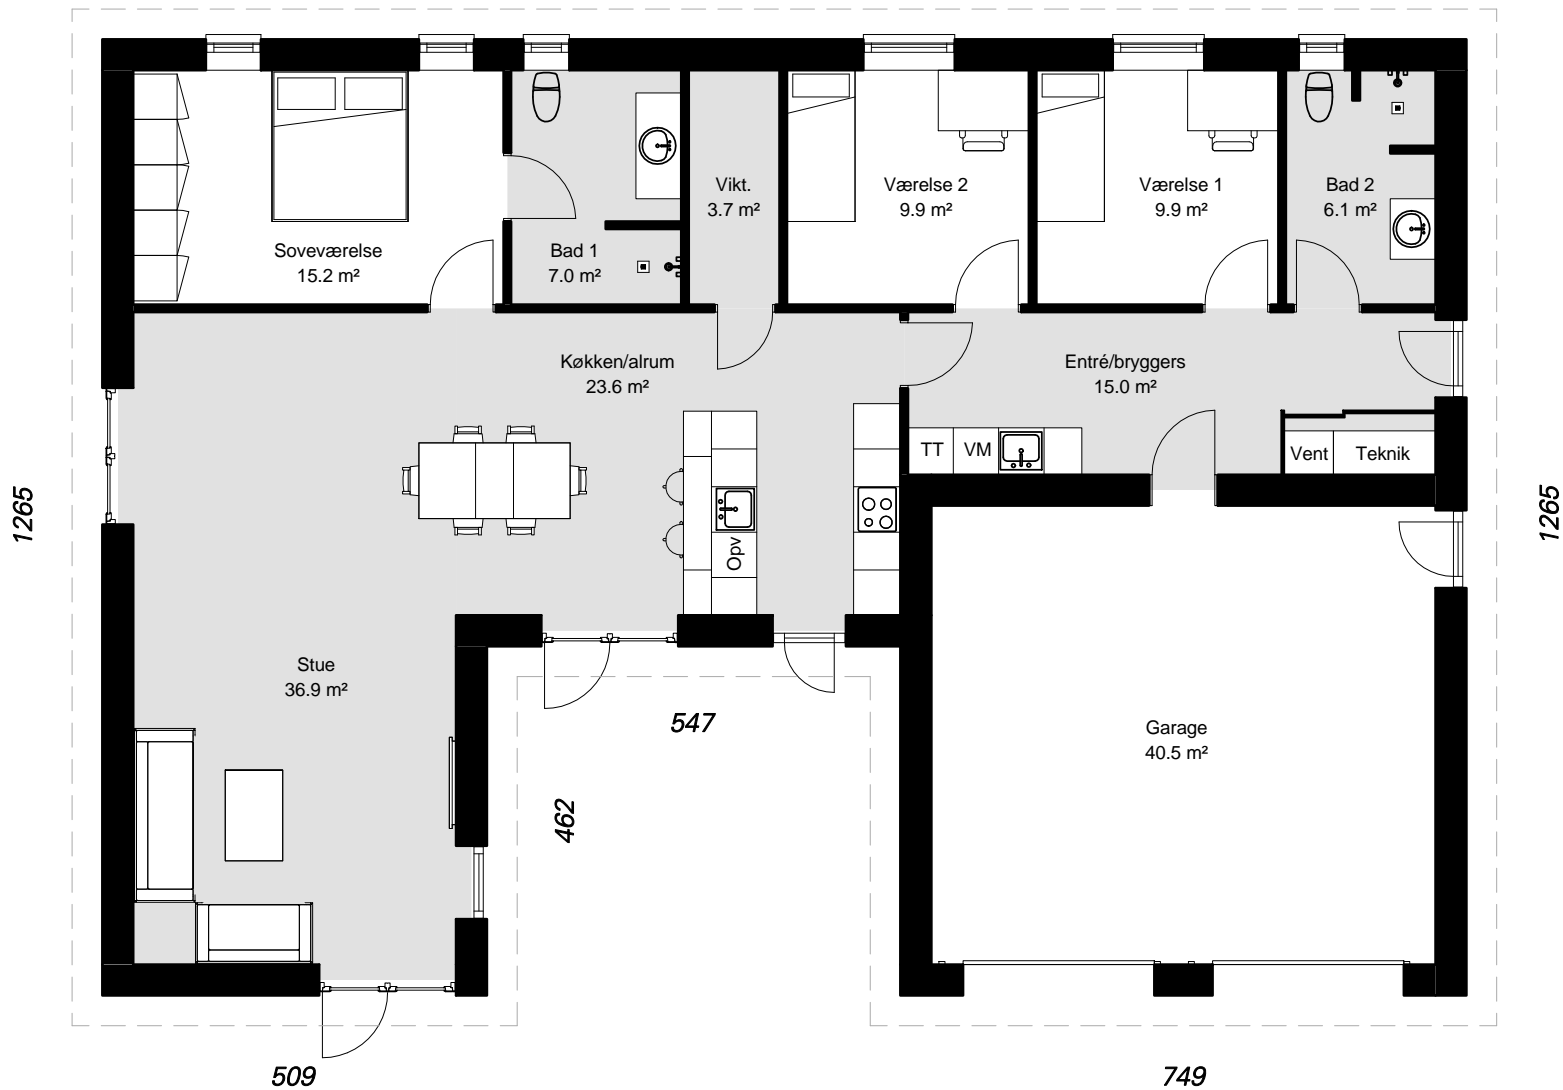 Soveværelse
15.2 m²
Bad 1
7.0 m²
Vikt.
3.7 m²
Værelse 2
9.9 m²
Værelse 1
9.9 m²
Bad 2
6.1 m²
Køkken/alrum
23.6 m²
Entré/bryggers
15.0 m²
TT
VM
Vent
Teknik
Opv
1265
1265
Stue
36.9 m²
547
462
Garage
40.5 m²
509
749